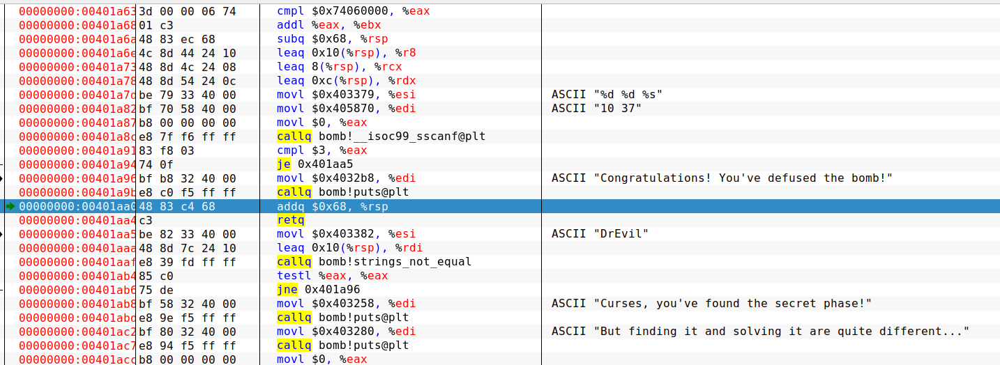 00000000:00401a63 3d 00 00 06 74 cmpl $0x74060000, %eax
00000000:00401a68 01 c3 addl %eax, %ebx
00000000:00401a6a 48 83 ec 68 subq $0x68, %rsp
00000000:00401a6e 4c 8d 44 24 10 leaq 0x10(%rsp), %r8
00000000:00401a73 48 8d 4c 24 08 leaq 8(%rsp), %rcx
00000000:00401a78 48 8d 54 24 0c leaq 0xc(%rsp), %rdx
00000000:00401a7d be 79 33 40 00 movl $0x403379, %esi ASCII "%d %d %s"
00000000:00401a82 bf 70 58 40 00 movl $0x405870, %edi ASCII "10 37"
00000000:00401a87 b8 00 00 00 00 movl $0, %eax
00000000:00401a8c e8 7f f6 ff ff callq bomb!__isoc99_sscanf@plt
00000000:00401a91 83 f8 03 cmpl $3, %eax
00000000:00401a94 74 0f je 0x401aa5
00000000:00401a96 bf b8 32 40 00 movl $0x4032b8, %edi ASCII "Congratulations! You've defused the bomb!"
00000000:00401a9b e8 c0 f5 ff ff callq bomb!puts@plt
00000000:00401aa0 48 83 c4 68 addq $0x68, %rsp
00000000:00401aa4 c3 retq
00000000:00401aa5 be 82 33 40 00 movl $0x403382, %esi ASCII "DrEvil"
00000000:00401aaa 48 8d 7c 24 10 leaq 0x10(%rsp), %rdi
00000000:00401aaf e8 39 fd ff ff callq bomb!strings_not_equal
00000000:00401ab4 85 c0 testl %eax, %eax
00000000:00401ab6 75 de jne 0x401a96
00000000:00401ab8 bf 58 32 40 00 movl $0x403258, %edi ASCII "Curses, you've found the secret phase!"
00000000:00401abd e8 9e f5 ff ff callq bomb!puts@plt
00000000:00401ac2 bf 80 32 40 00 movl $0x403280, %edi ASCII "But finding it and solving it are quite different..."
00000000:00401ac7 e8 94 f5 ff ff callq bomb!puts@plt
00000000:00401acc b8 00 00 00 00 movl $0, %eax